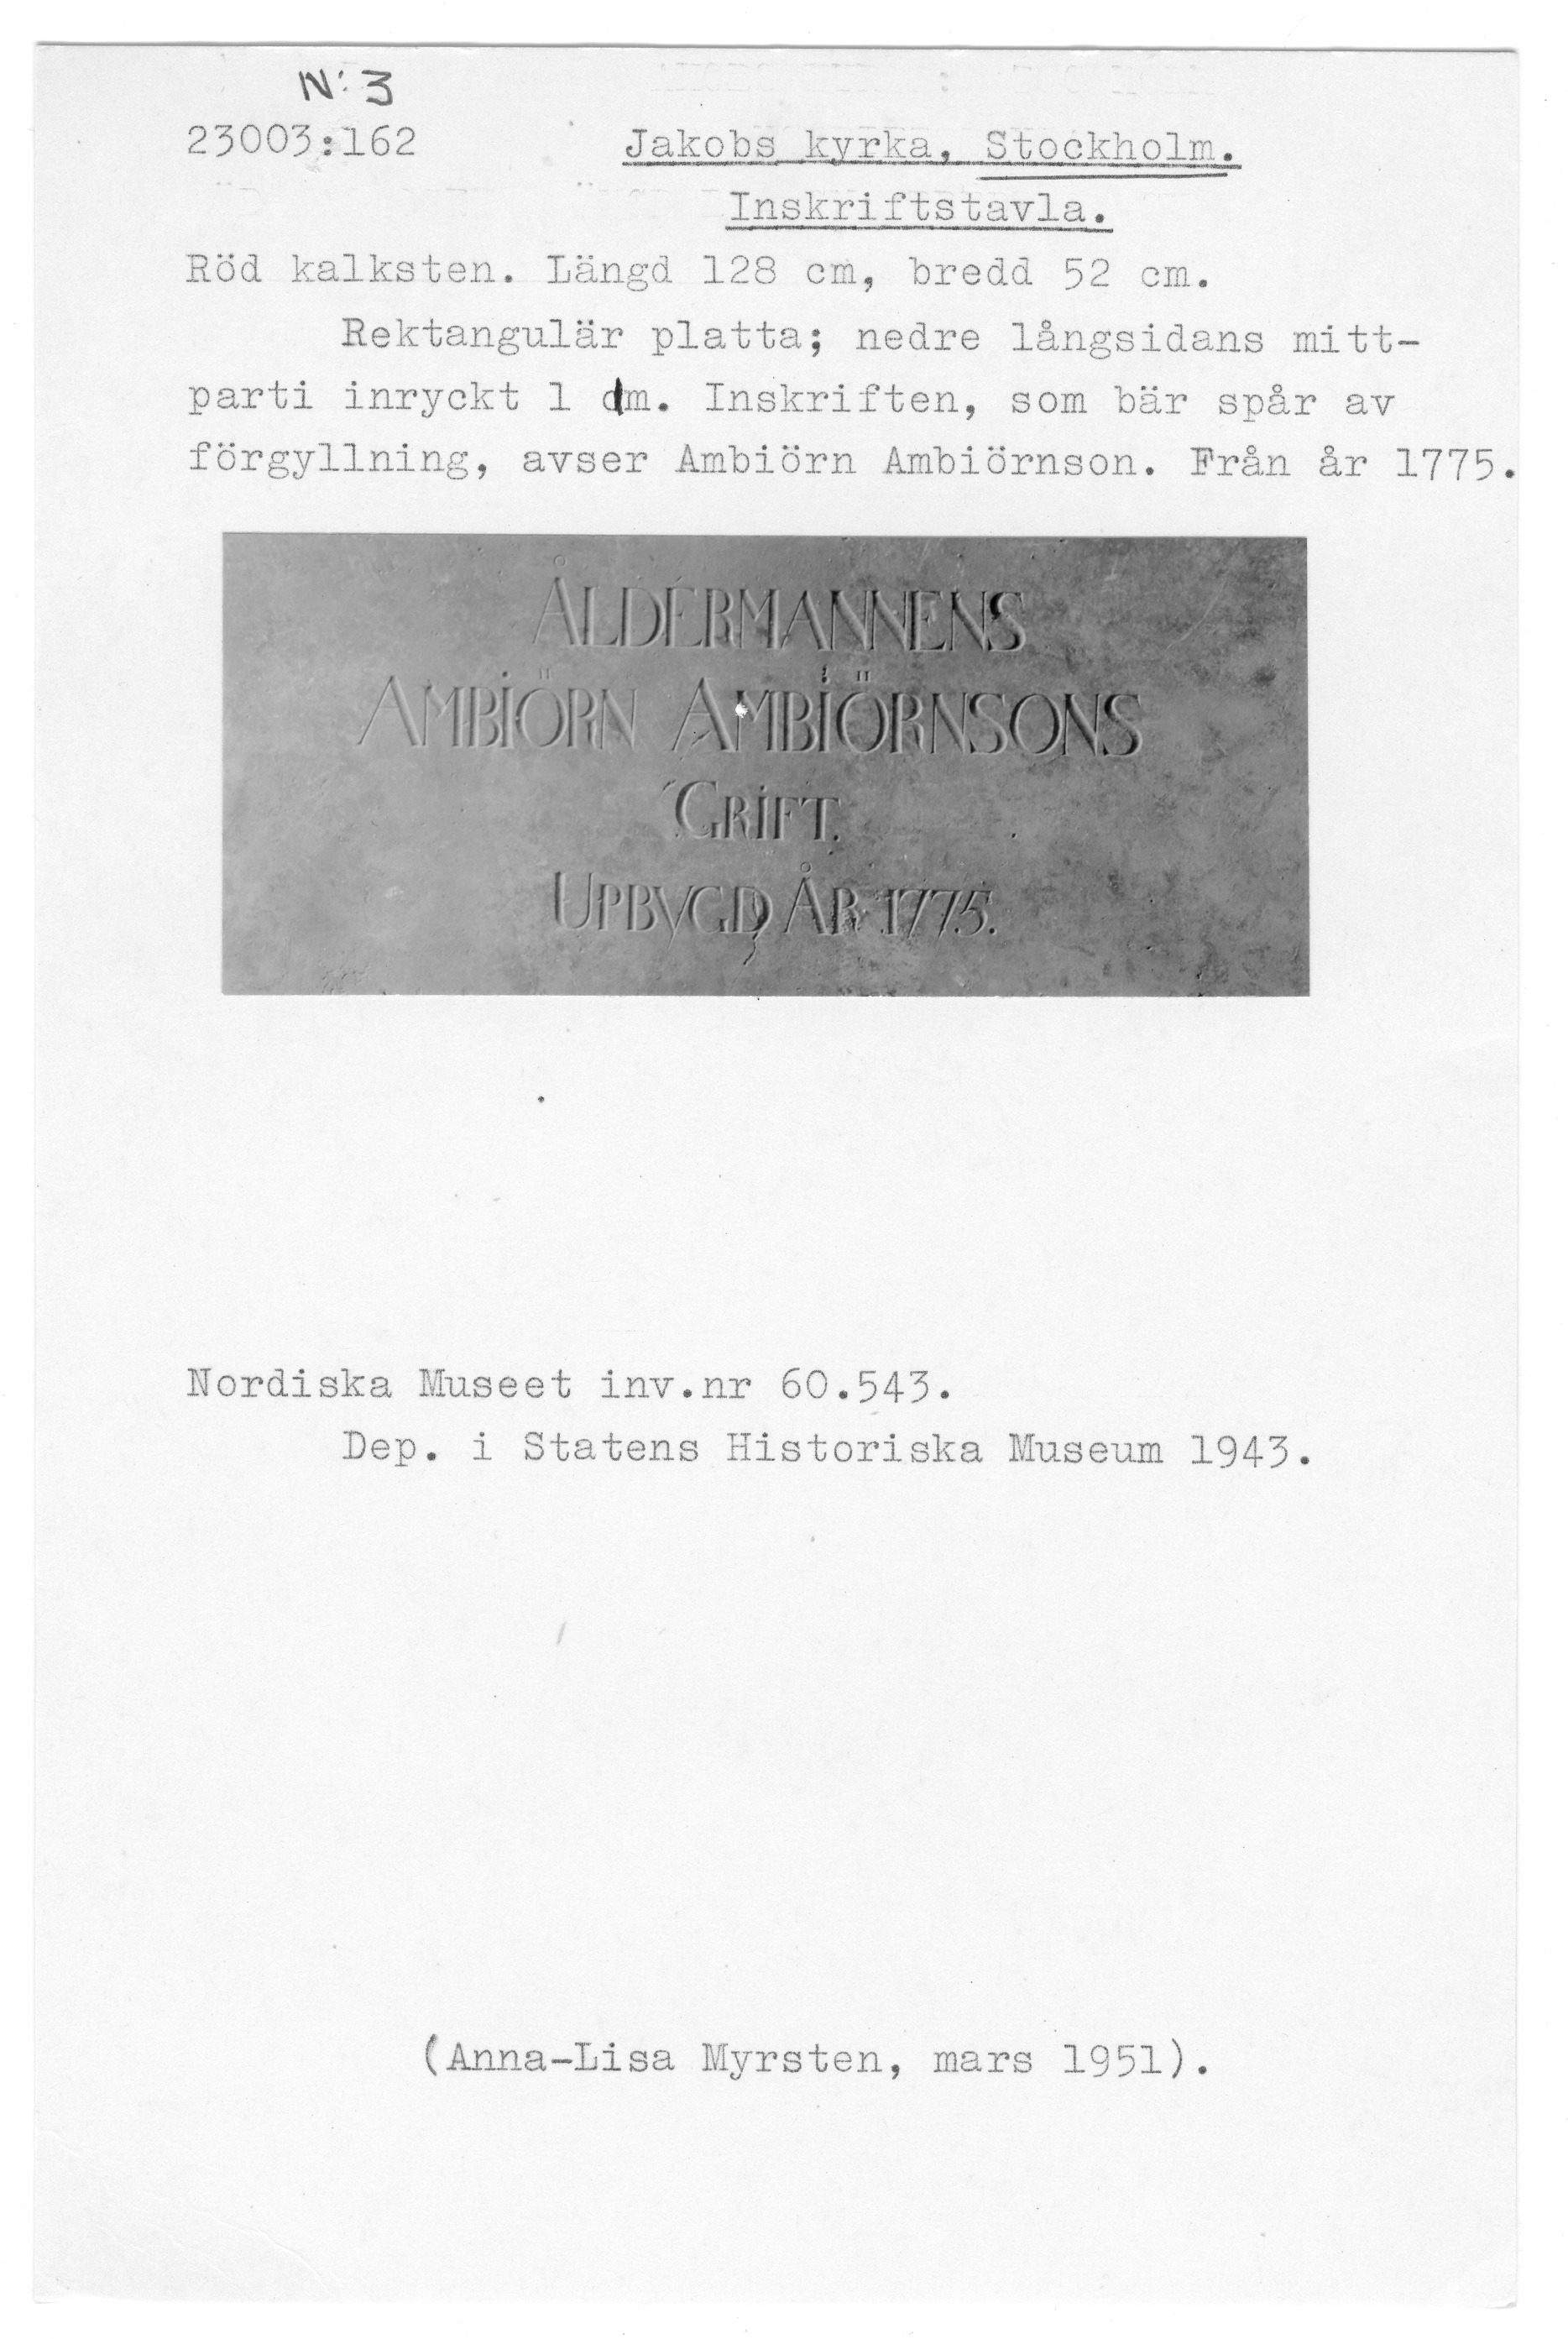 N:3
23003:162 Jakobs kyrka, Stockholm.
Inskriftstavla.
Röd kalksten. Längd 128 cm, bredd 52 cm.
Rektangulär platta; nedre långsidans mitt-
parti inryckt 1 dm. Inskriften, som bär spår av
förgyllning, avser Ambiörn Ambiörnson. Från år 1775.
ÅLDERMANNENS
AMBIÖRN AMBIÖRNSONS
GRIFT.
UPBYGD ÅR 1775.
Nordiska Museet inv.nr 60.543.
Dep. i Statens Historiska Museum 1943.
(Anna-Lisa Myrsten, mars 1951).